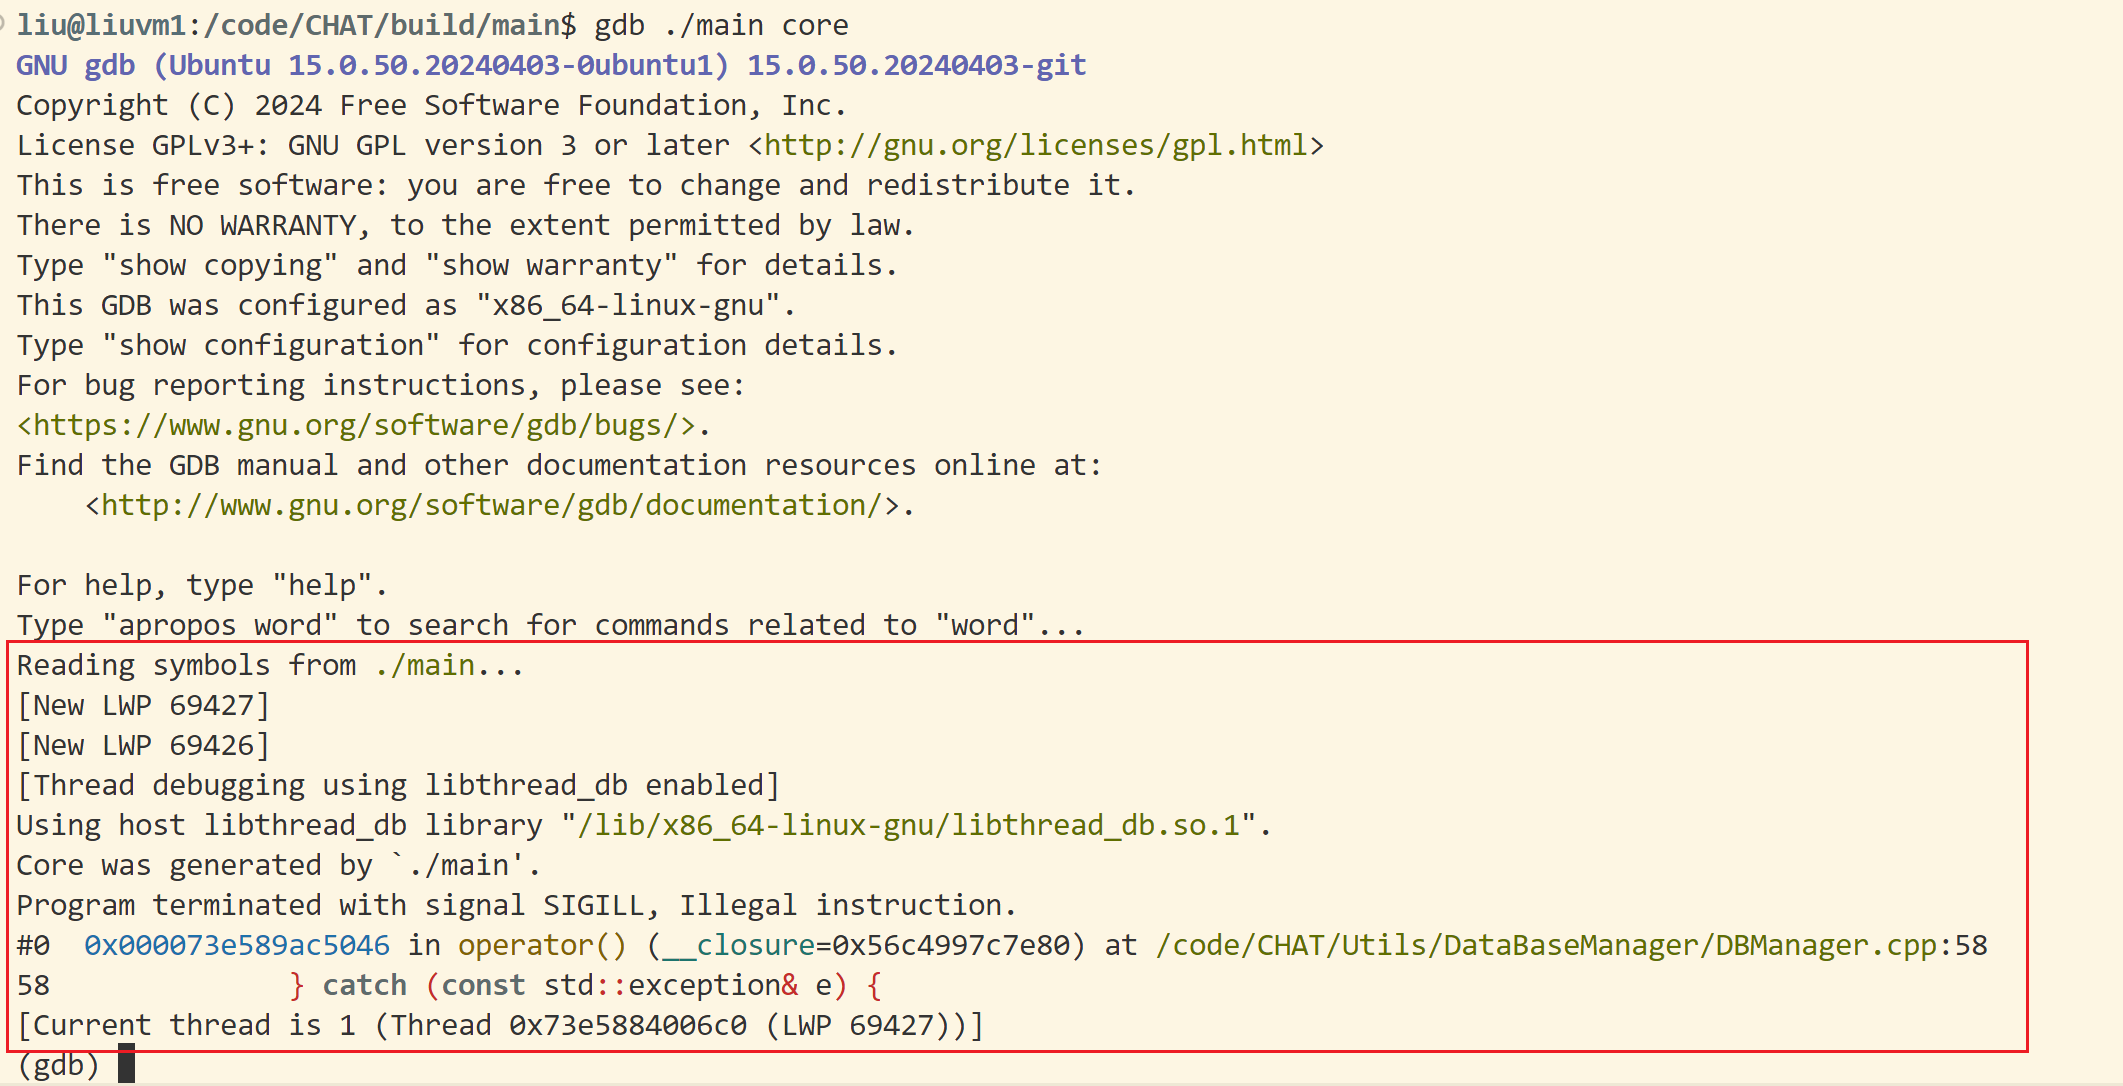 liu@liuvm1:/code/CHAT/build/main$ gdb ./main core
GNU gdb (Ubuntu 15.0.50.20240403-0ubuntu1) 15.0.50.20240403-git
Copyright (C) 2024 Free Software Foundation, Inc.
License GPLv3+: GNU GPL version 3 or later <http://gnu.org/licenses/gpl.html>
This is free software: you are free to change and redistribute it.
There is NO WARRANTY, to the extent permitted by law.
Type "show copying" and "show warranty" for details.
This GDB was configured as "x86_64-linux-gnu".
Type "show configuration" for configuration details.
For bug reporting instructions, please see:
<https://www.gnu.org/software/gdb/bugs/>.
Find the GDB manual and other documentation resources online at:
    <http://www.gnu.org/software/gdb/documentation/>.

For help, type "help".
Type "apropos word" to search for commands related to "word"...
Reading symbols from ./main...
[New LWP 69427]
[New LWP 69426]
[Thread debugging using libthread_db enabled]
Using host libthread_db library "/lib/x86_64-linux-gnu/libthread_db.so.1".
Core was generated by `./main'.
Program terminated with signal SIGILL, Illegal instruction.
#0  0x000073e589ac5046 in operator() (__closure=0x56c4997c7e80) at /code/CHAT/Utils/DataBaseManager/DBManager.cpp:58
58              } catch (const std::exception& e) {
[Current thread is 1 (Thread 0x73e5884006c0 (LWP 69427))]
(gdb)